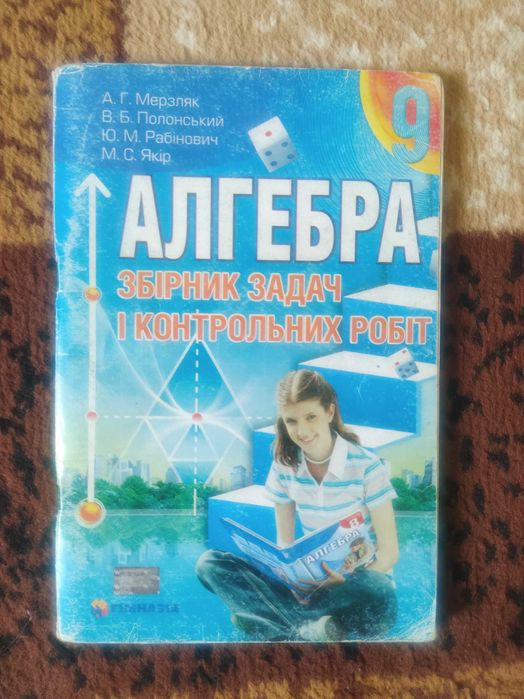 А. Г. Мерзляк
В. Б. Полонський
Ю. М. Рабінович
М. С. Якір
9
АЛГЕБРА
ЗБІРНИК ЗАДАЧ
І КОНТРОЛЬНИХ РОБІТ
8
АЛГЕБРА
ГІМНАЗІЯ